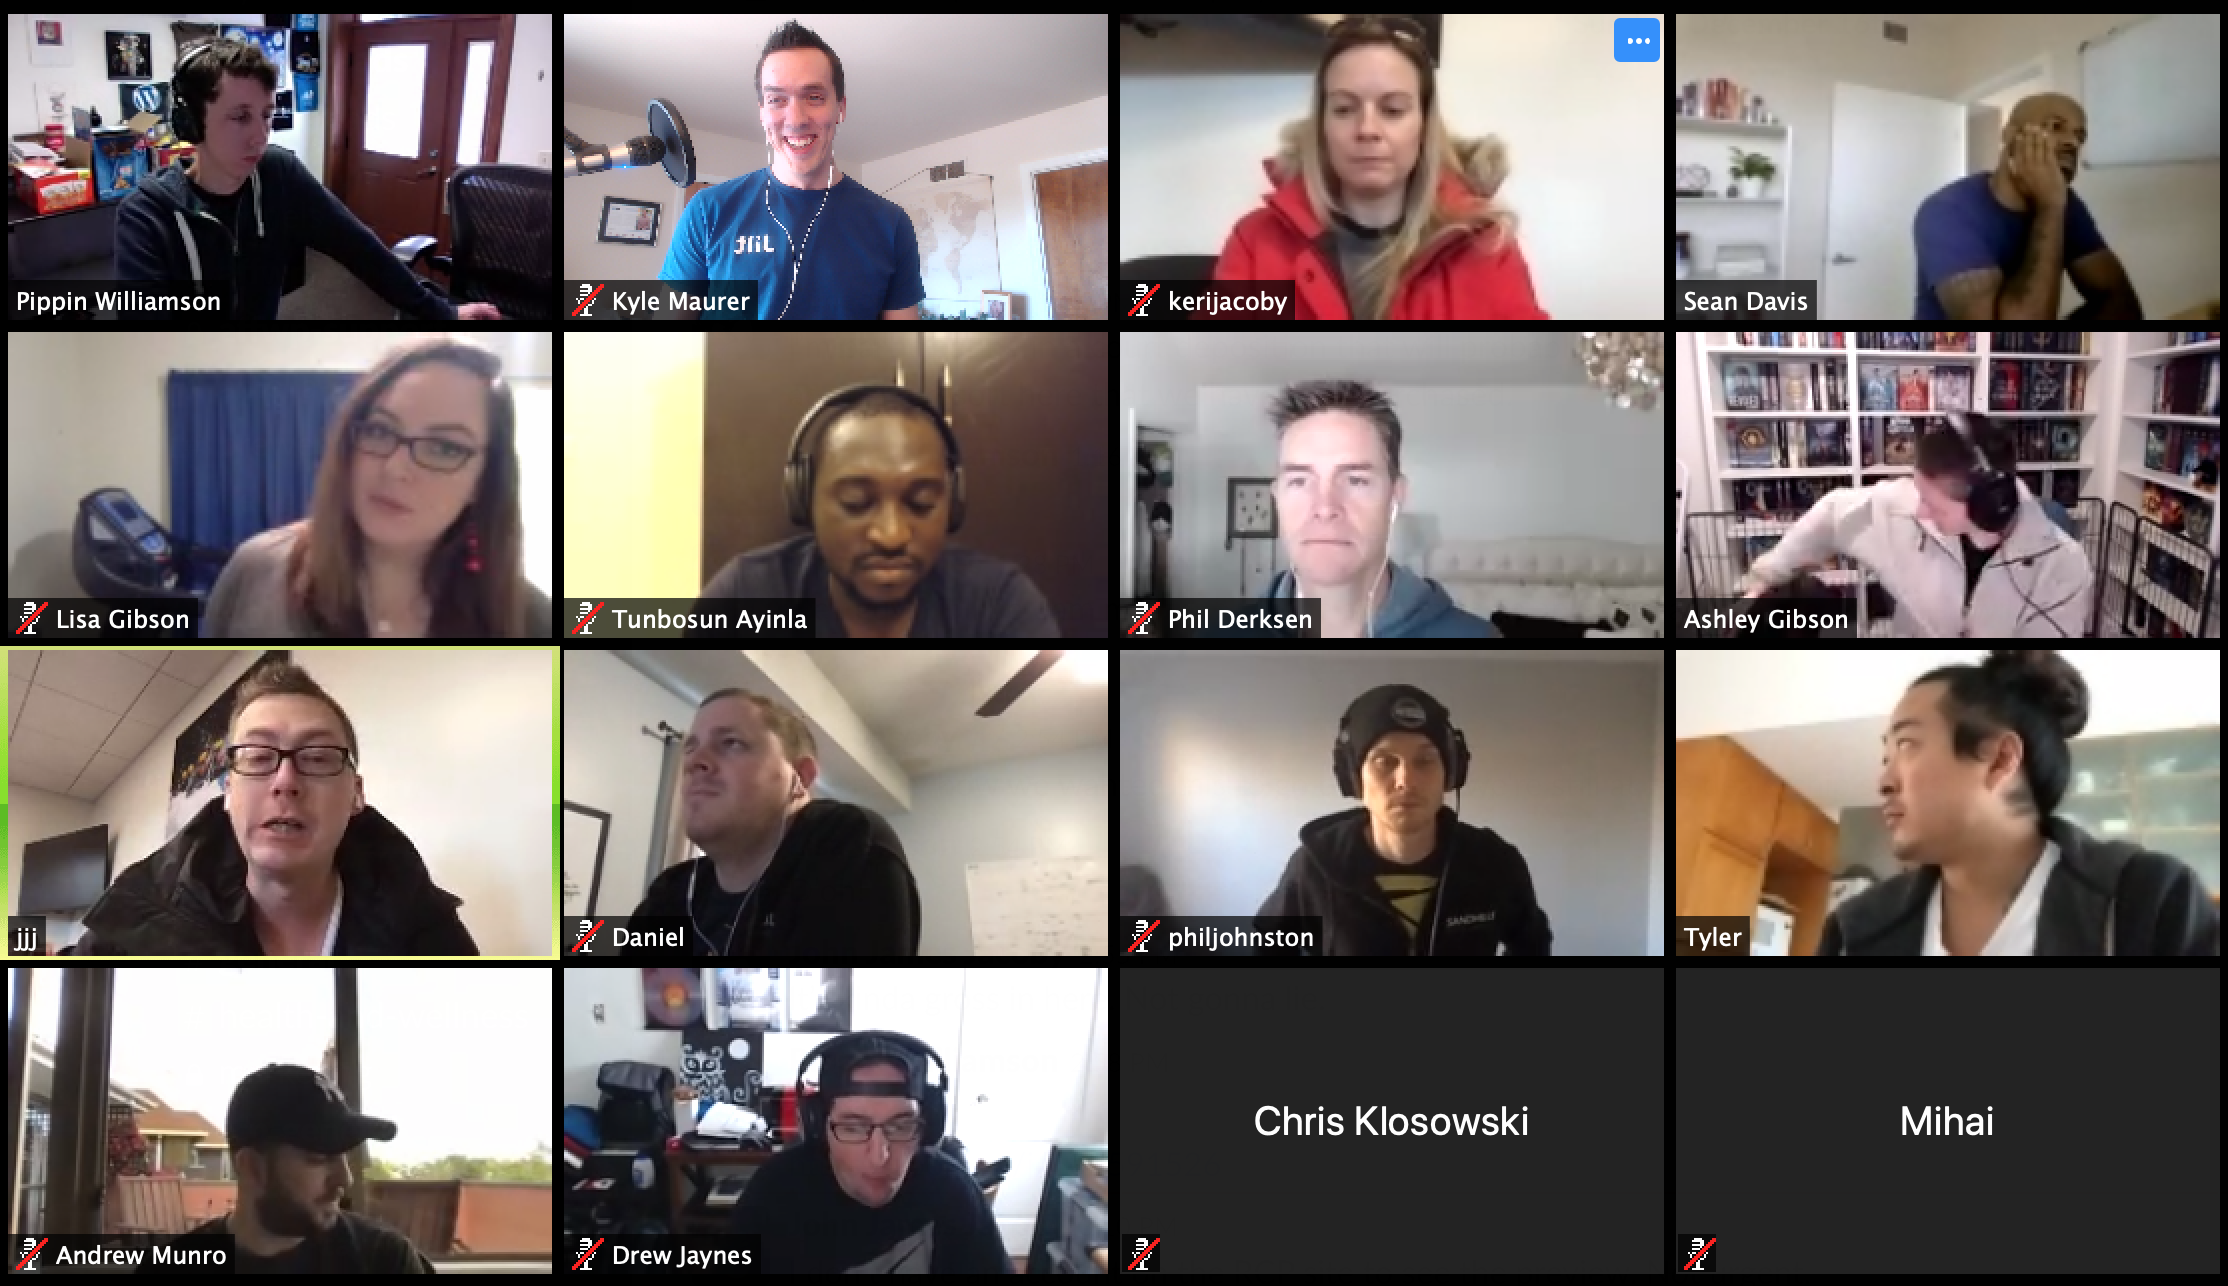 Pippin Williamson
Kyle Maurer
kerijacoby
Sean Davis
Lisa Gibson
Tunbosun Ayinla
Phil Derksen
Ashley Gibson
jjj
Daniel
SANDHILLS
philjohnston
Tyler
Andrew Munro
Drew Jaynes
Chris Klosowski
Mihai